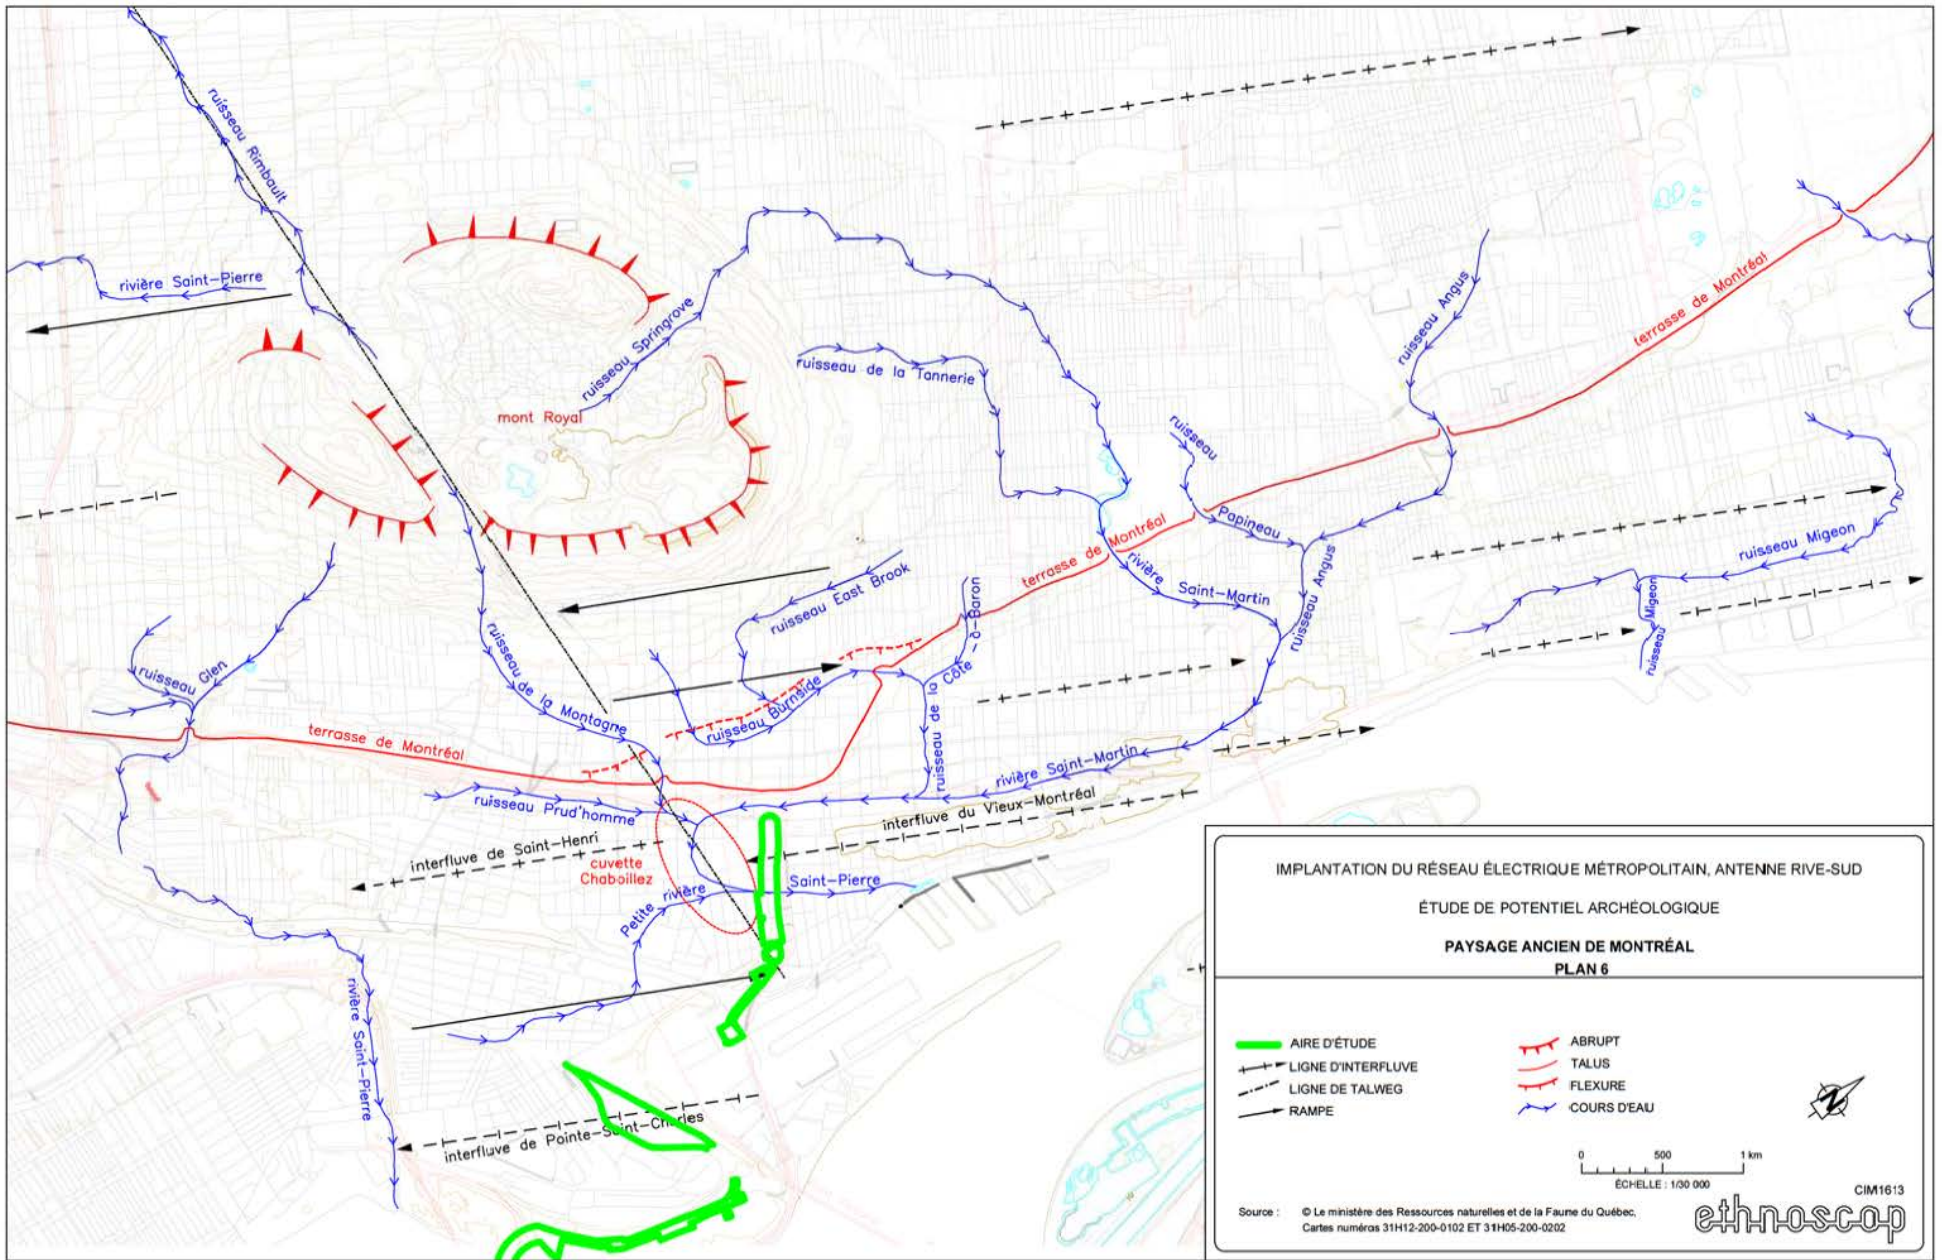 ruisseau Rimbault
rivière Saint-Pierre
ruisseau Springrove
mont Royal
ruisseau de la Tannerie
ruisseau Angus
terrasse de Montréal
ruisseau
Papineau
terrasse de Montréal
rivière Saint-Martin
ruisseau Angus
ruisseau Migeon
ruisseau Migeon
ruisseau East Brook
ruisseau de la Côte-à-Baron
ruisseau Glen
ruisseau de la Montagne
ruisseau Burnside
terrasse de Montréal
rivière Saint-Martin
ruisseau Prud'homme
interfluve du Vieux-Montréal
interfluve de Saint-Henri
cuvette
Chaboillez
Petite rivière Saint-Pierre
rivière Saint-Pierre
interfluve de Pointe-Saint-Charles
IMPLANTATION DU RÉSEAU ÉLECTRIQUE MÉTROPOLITAIN, ANTENNE RIVE-SUD
ÉTUDE DE POTENTIEL ARCHÉOLOGIQUE
PAYSAGE ANCIEN DE MONTRÉAL
PLAN 6
AIRE D'ÉTUDE
LIGNE D'INTERFLUVE
LIGNE DE TALWEG
RAMPE
ABRUPT
TALUS
FLEXURE
COURS D'EAU
N
0 500 1 km
ÉCHELLE : 1/30 000
CIM1613
Source : © Le ministère des Ressources naturelles et de la Faune du Québec,
Cartes numéros 31H12-200-0102 ET 31H05-200-0202
ethnoscop